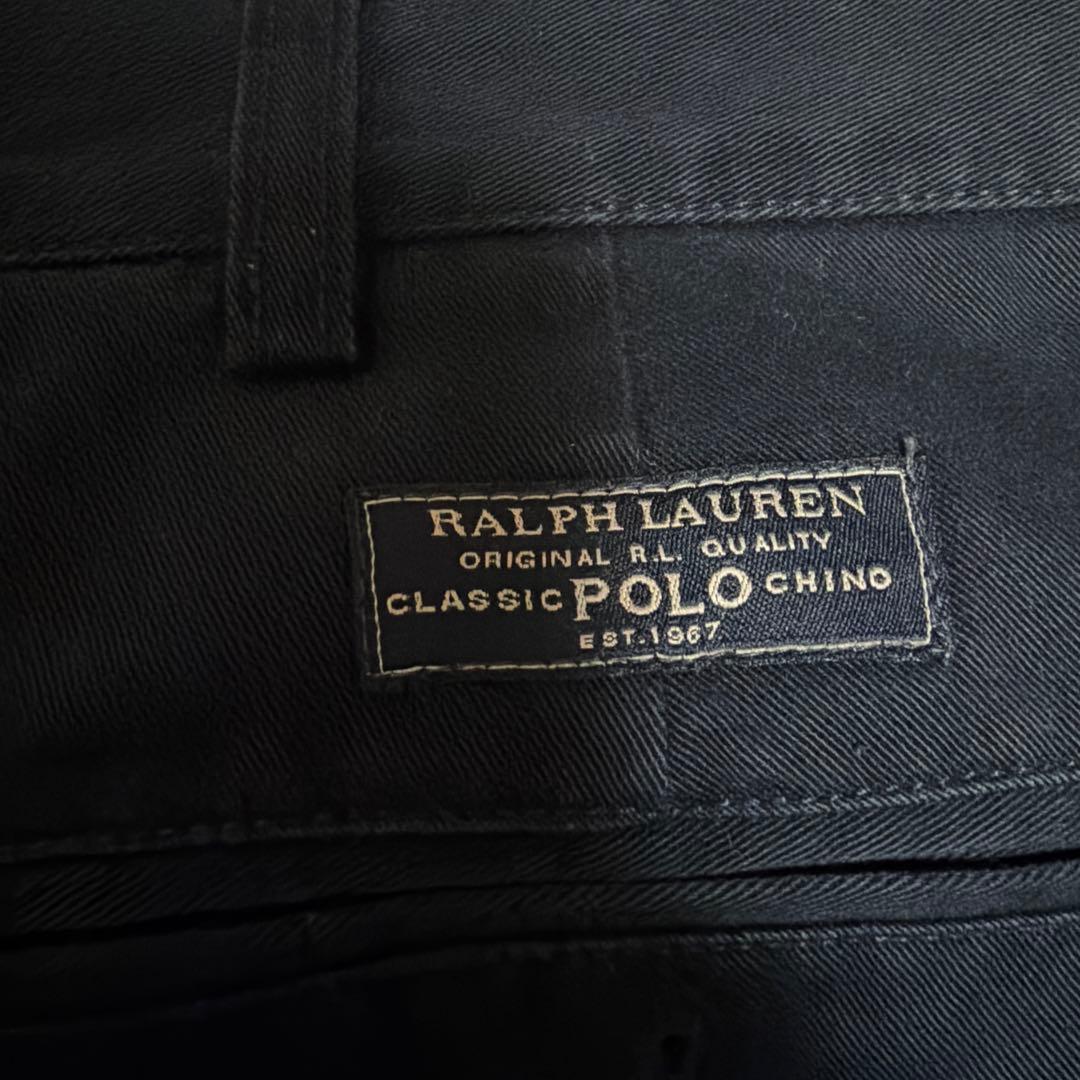 RALPH LAUREN
ORIGINAL R.L. QUALITY
CLASSIC POLO CHINO
EST.1967